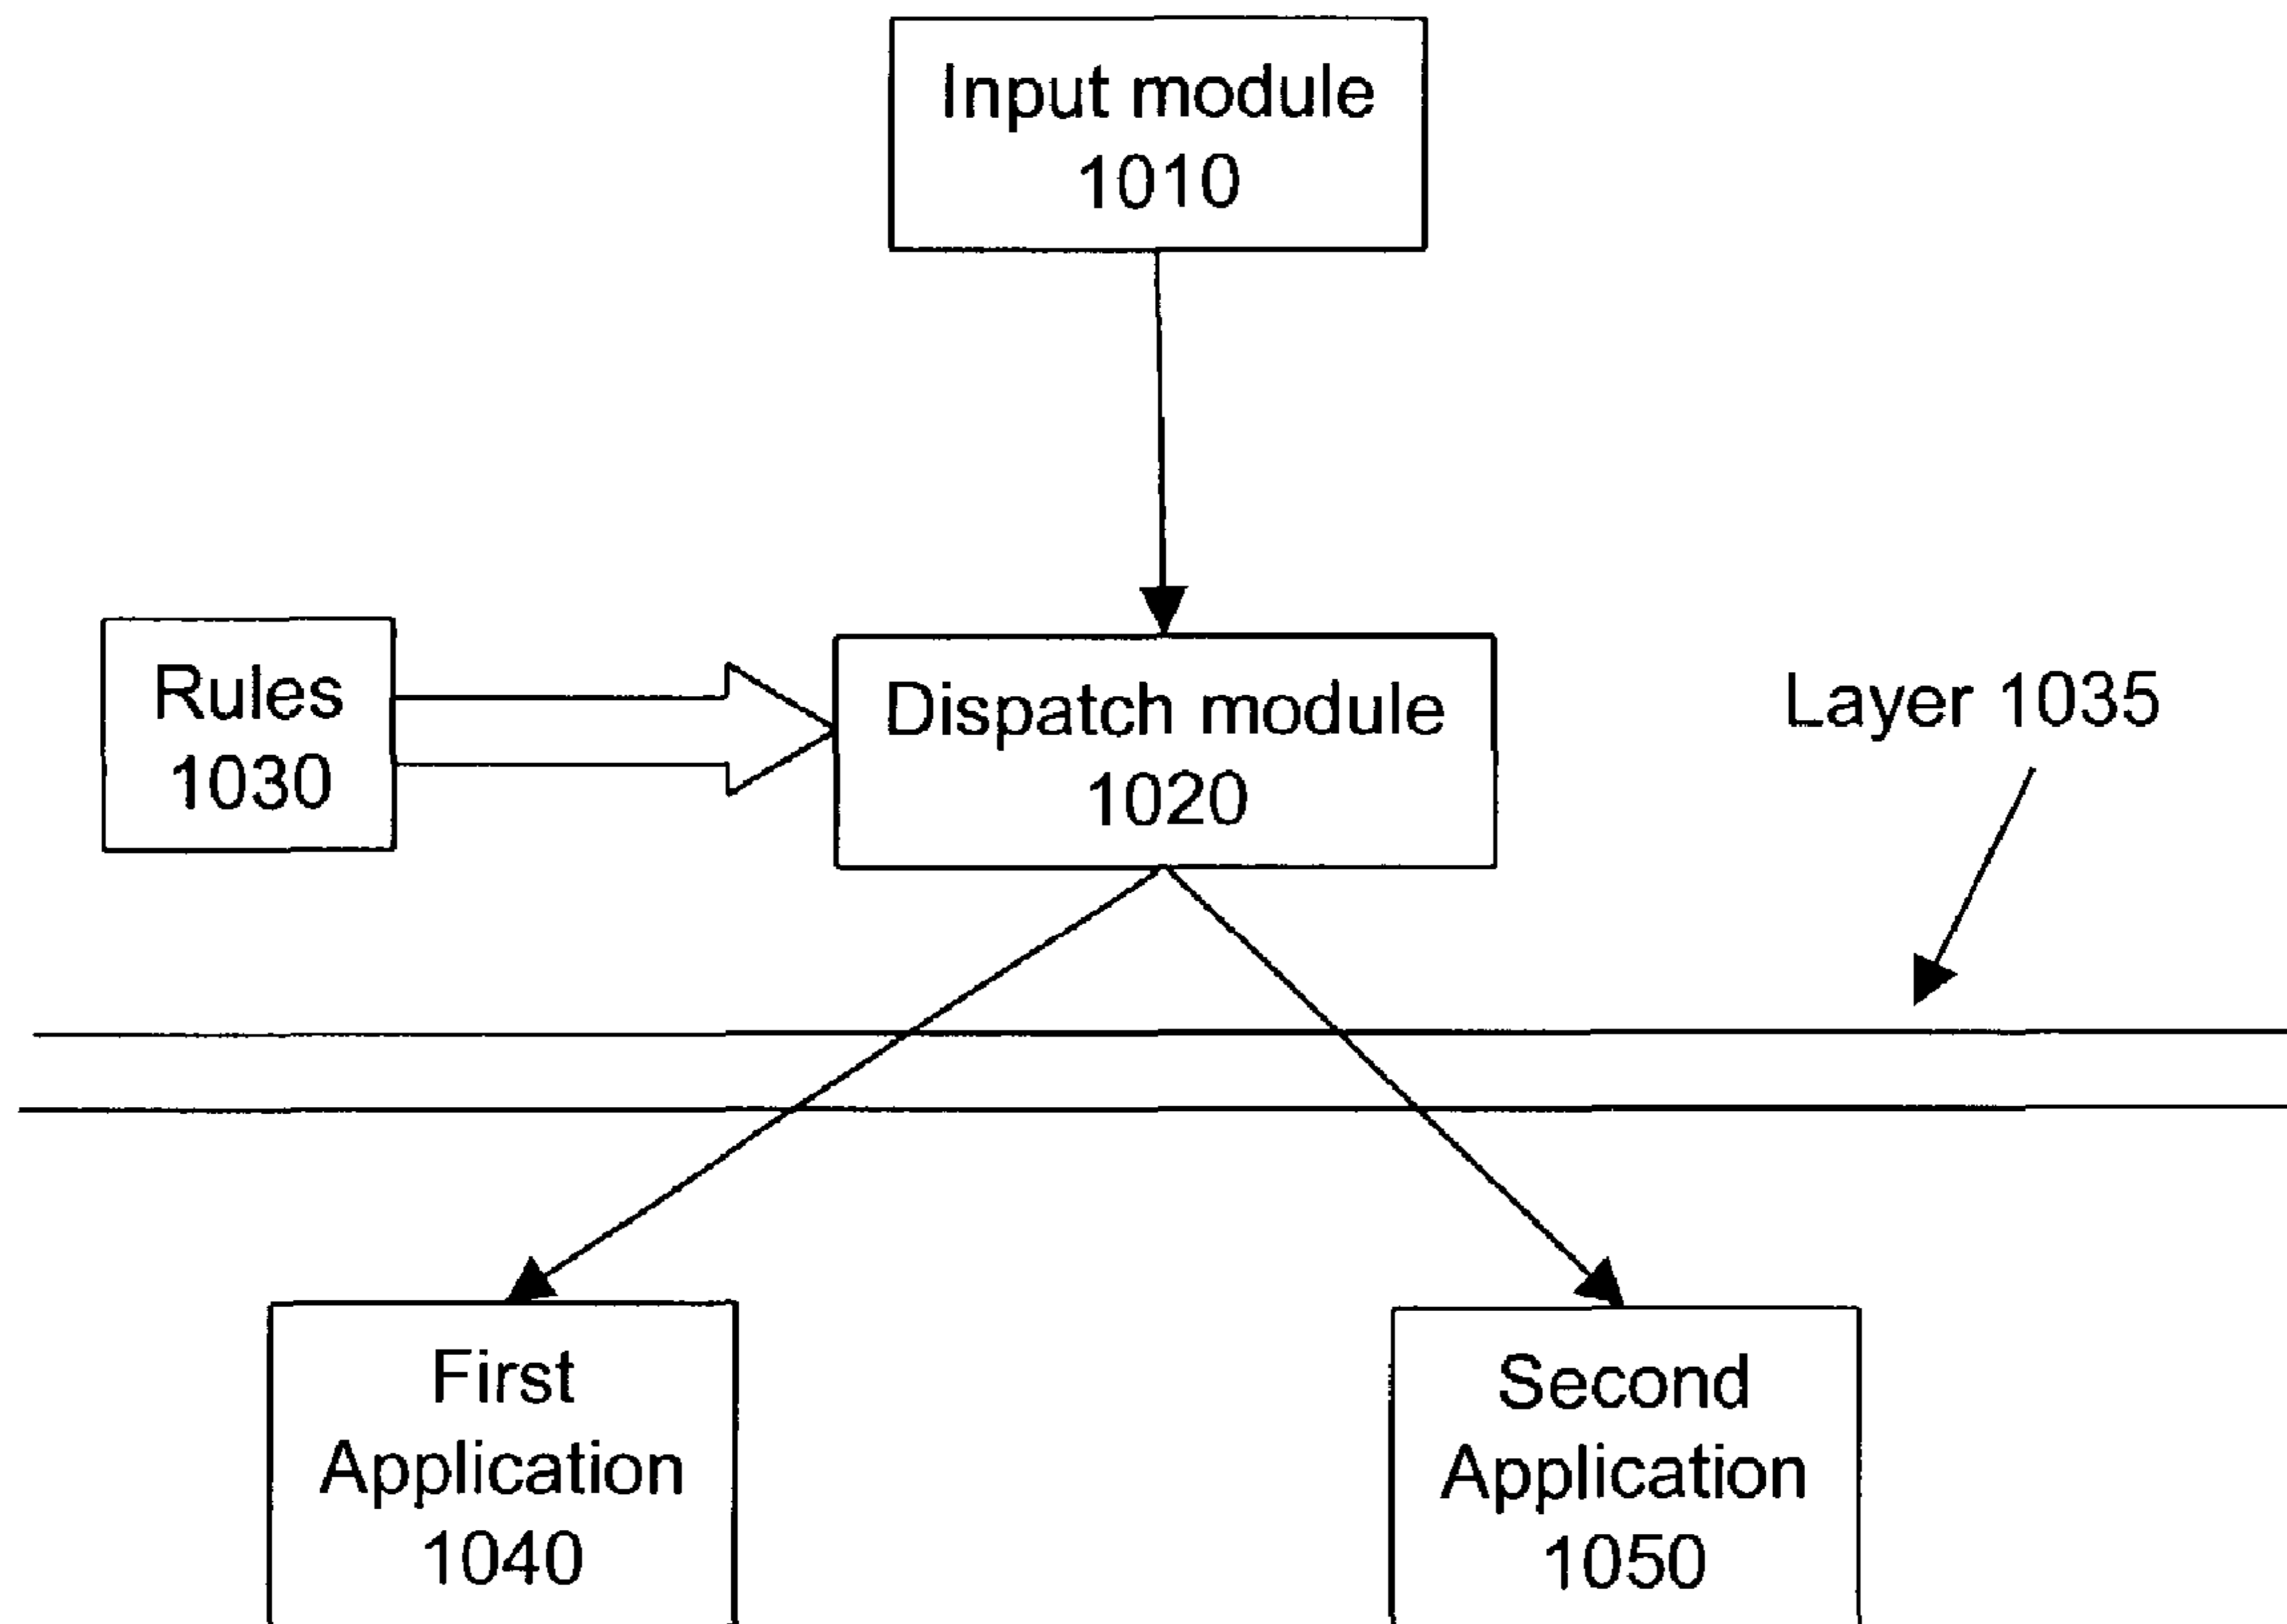 Input module
1010
Rules
1030
Dispatch module
1020
Layer 1035
First
Application
1040
Second
Application
1050